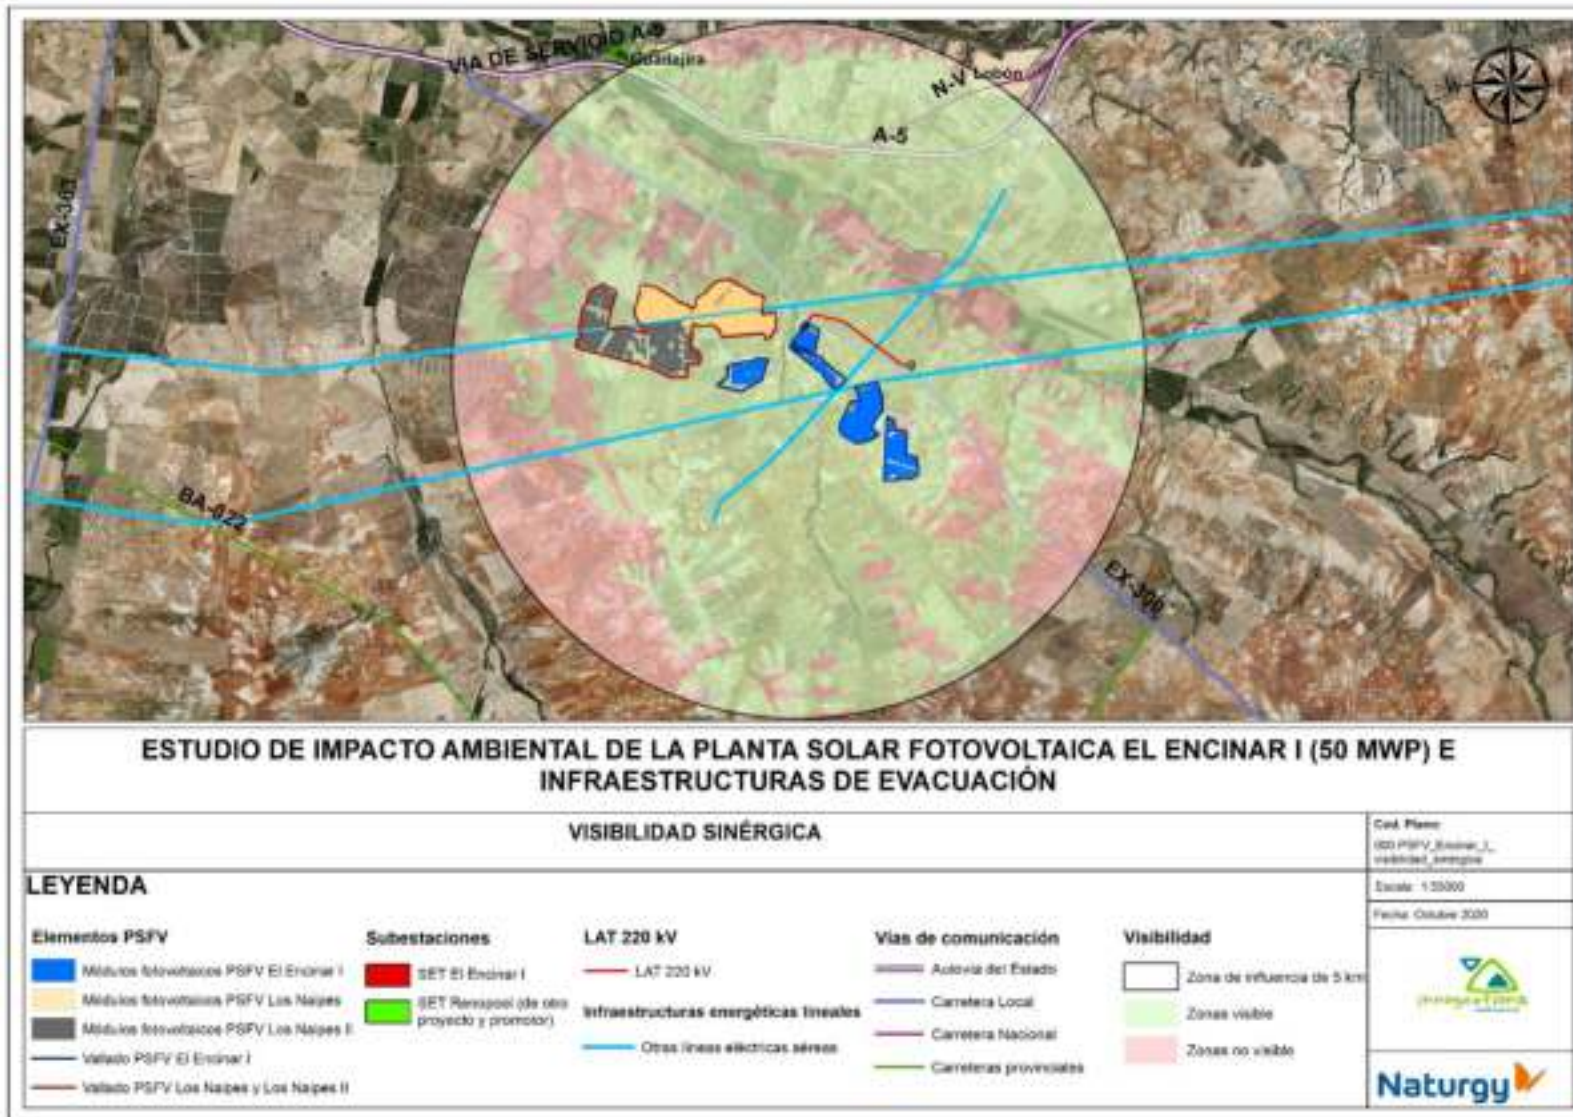 VIA DE SERVICIO A-5
Guadajira
N-V Lobón
A-5
W
EX-363
BA-022
EX-300
ESTUDIO DE IMPACTO AMBIENTAL DE LA PLANTA SOLAR FOTOVOLTAICA EL ENCINAR I (50 MWP) E
INFRAESTRUCTURAS DE EVACUACIÓN
VISIBILIDAD SINÉRGICA
Cod. Plano:
visibilidad_sinergica
Fecha: Octubre 2020
LEYENDA
Elementos PSFV
Módulos fotovoltaicos PSFV El Encinar I
Módulos fotovoltaicos PSFV Los Naipes
Módulos fotovoltaicos PSFV Los Naipes II
Vallado PSFV El Encinar I
Vallado PSFV Los Naipes y Los Naipes II
Subestaciones
SET El Encinar I
SET Renopool (de otro
proyecto y promotor)
LAT 220 kV
LAT 220 kV
Infraestructuras energéticas lineales
Otras líneas eléctricas aéreas
Vías de comunicación
Autovía del Estado
Carretera Local
Carretera Nacional
Carreteras provinciales
Visibilidad
Zona de influencia de 5 km
Zonas visible
Zonas no visible
Naturgy